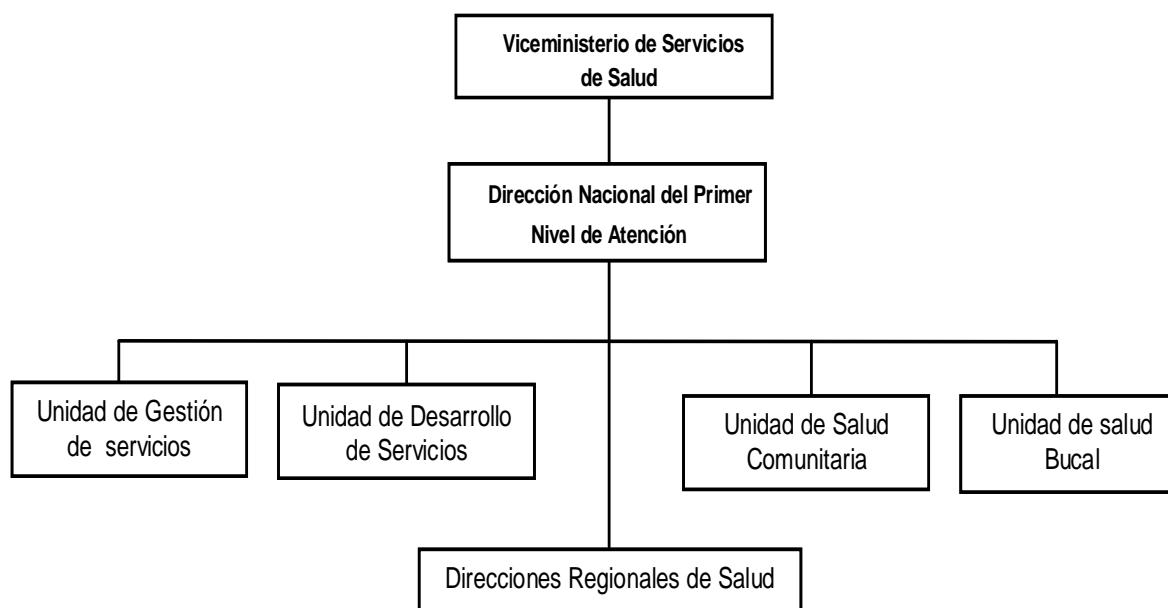 Viceministerio de Servicios
de Salud
Dirección Nacional del Primer
Nivel de Atención
Unidad de Gestión
de servicios
Unidad de Desarrollo
de Servicios
Unidad de Salud
Comunitaria
Unidad de salud
Bucal
Direcciones Regionales de Salud